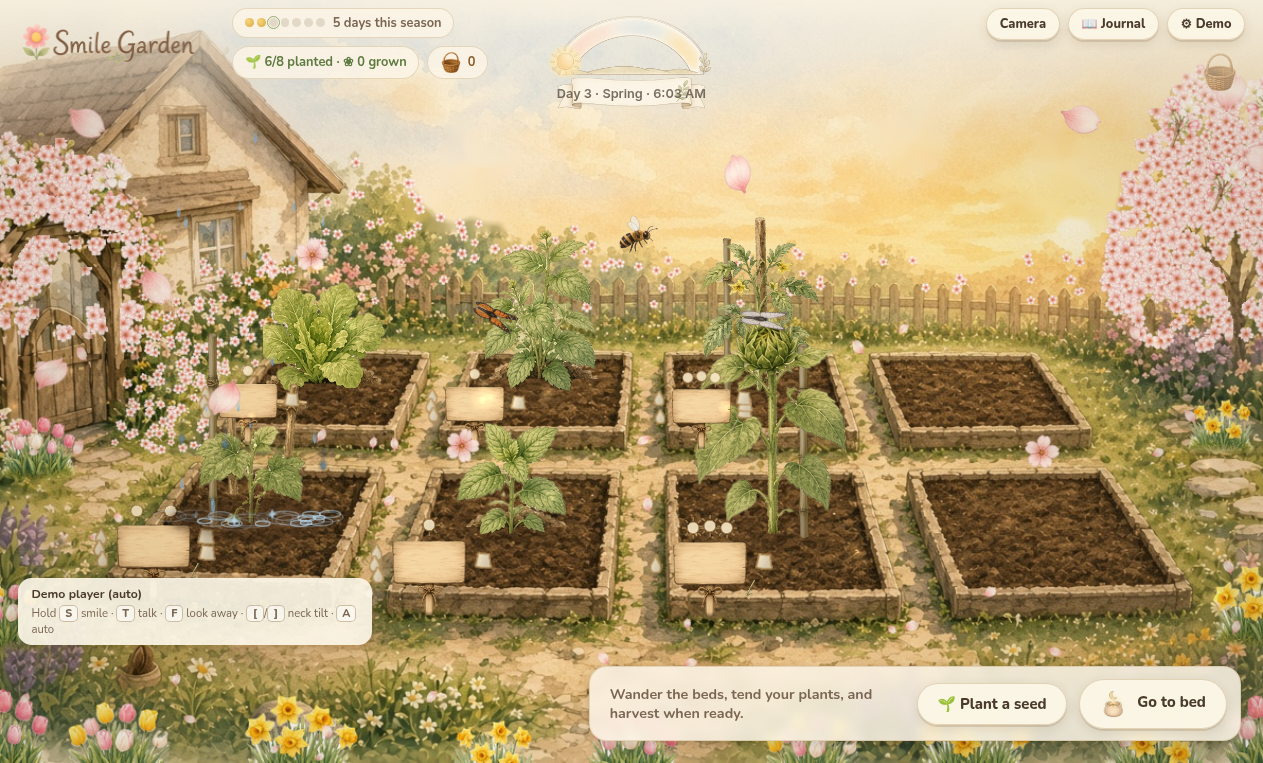 Smile Garden
5 days this season
6/8 planted · 0 grown
0
Day 3 · Spring · 6:03 AM
Camera
Journal
Demo
Demo player (auto)
Hold S smile · T talk · F look away · [ / ] neck tilt · A
auto
Wander the beds, tend your plants, and
harvest when ready.
Plant a seed
Go to bed